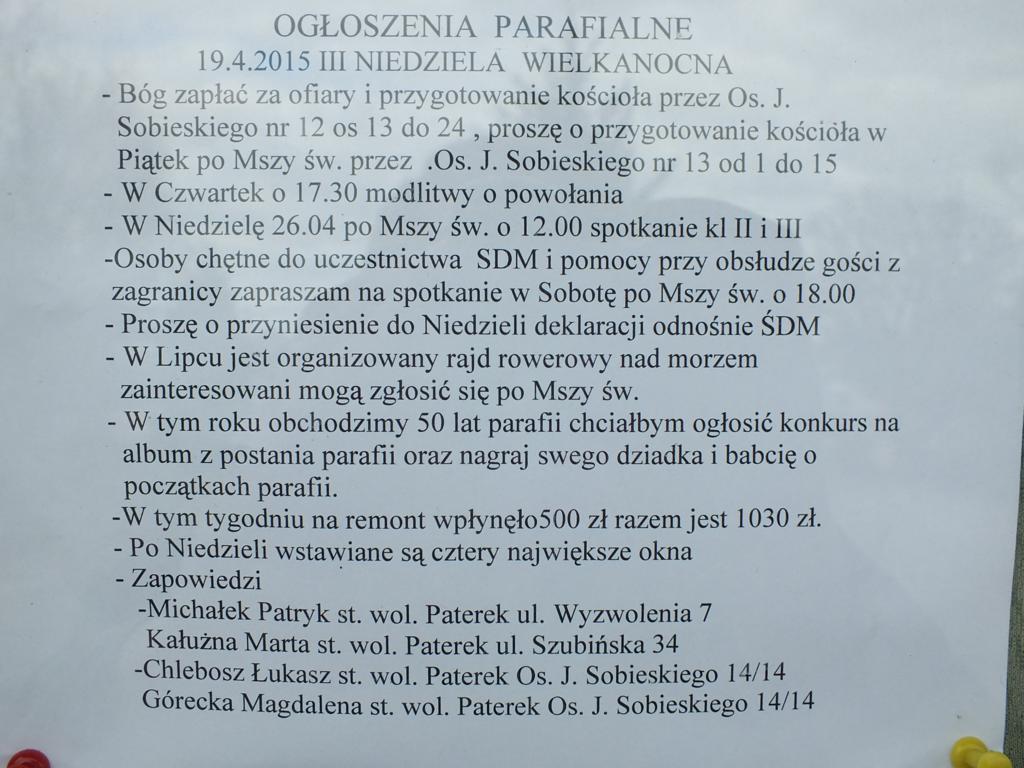 OGŁOSZENIA PARAFIALNE
19.4.2015 III NIEDZIELA WIELKANOCNA
- Bóg zapłać za ofiary i przygotowanie kościoła przez Os. J.
Sobieskiego nr 12 os 13 do 24 , proszę o przygotowanie kościoła w
Piątek po Mszy św. przez .Os. J. Sobieskiego nr 13 od 1 do 15
- W Czwartek o 17.30 modlitwy o powołania
- W Niedzielę 26.04 po Mszy św. o 12.00 spotkanie kl II i III
-Osoby chętne do uczestnictwa SDM i pomocy przy obsłudze gości z
zagranicy zapraszam na spotkanie w Sobotę po Mszy św. o 18.00
- Proszę o przyniesienie do Niedzieli deklaracji odnośnie ŚDM
- W Lipcu jest organizowany rajd rowerowy nad morzem
zainteresowani mogą zgłosić się po Mszy św.
- W tym roku obchodzimy 50 lat parafii chciałbym ogłosić konkurs na
album z postania parafii oraz nagraj swego dziadka i babcię o
początkach parafii.
-W tym tygodniu na remont wpłynęło500 zł razem jest 1030 zł.
- Po Niedzieli wstawiane są cztery największe okna
- Zapowiedzi
-Michałek Patryk st. wol. Paterek ul. Wyzwolenia 7
Kałużna Marta st. wol. Paterek ul. Szubińska 34
-Chlebosz Łukasz st. wol. Paterek Os. J. Sobieskiego 14/14
Górecka Magdalena st. wol. Paterek Os. J. Sobieskiego 14/14